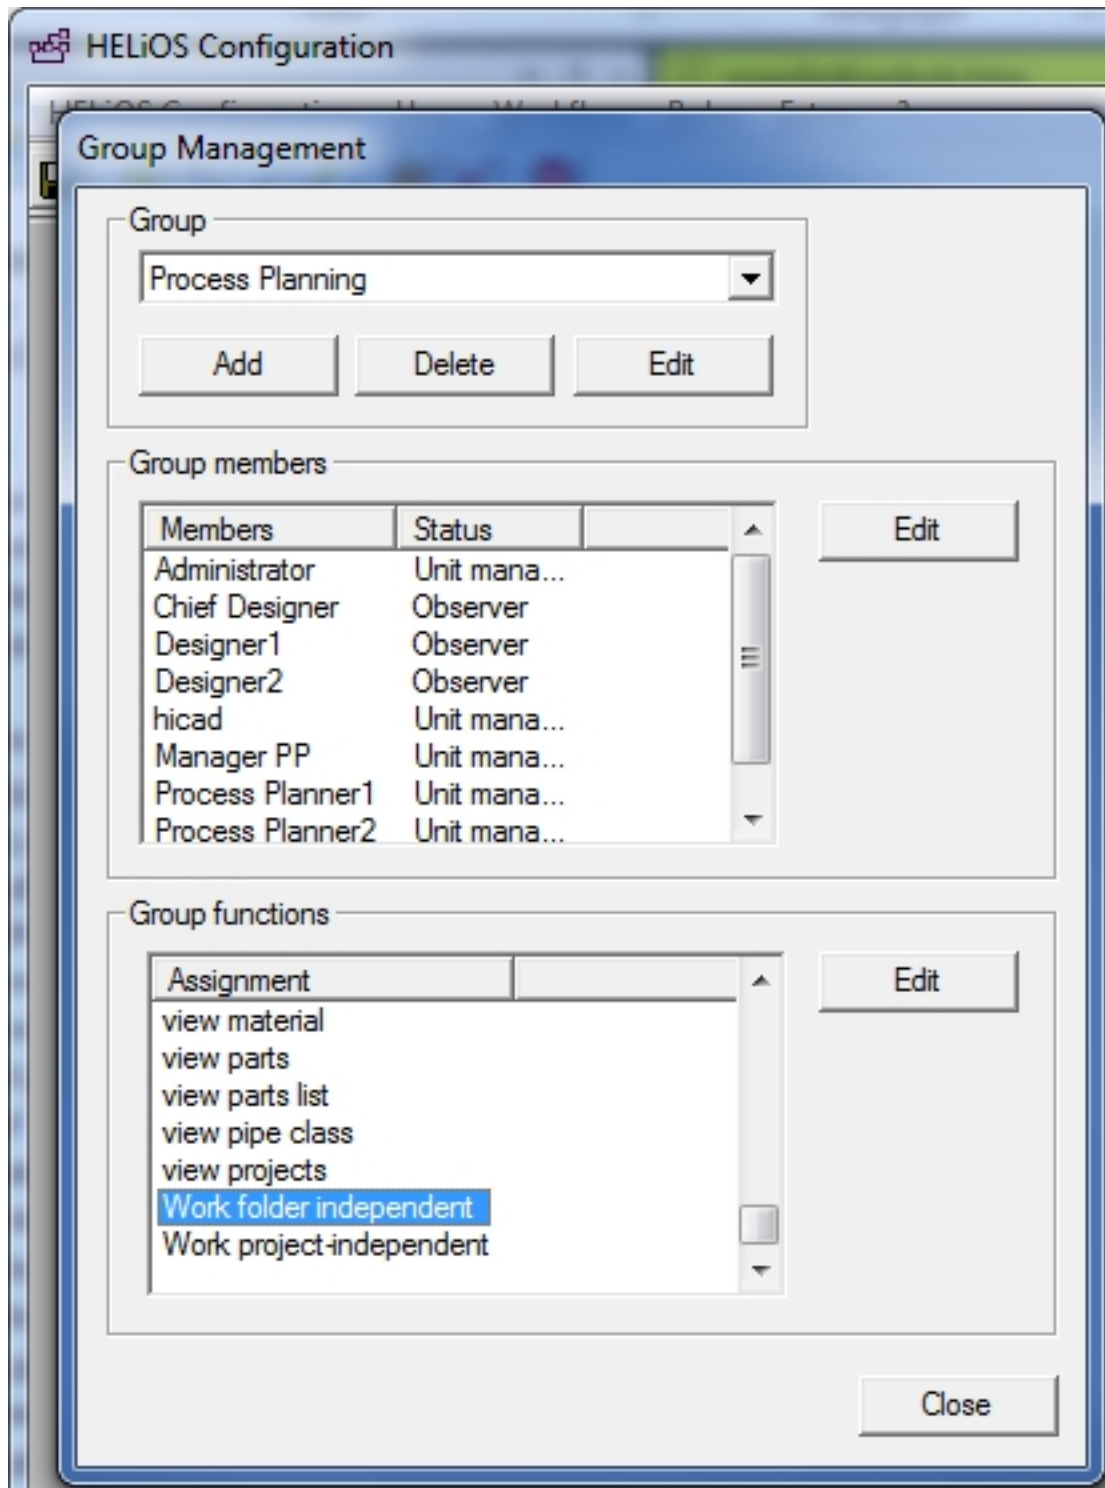 HELiOS Configuration
Group Management
Group
Process Planning
Add Delete Edit
Group members
Members Status
Edit
Administrator Unit mana...
Chief Designer Observer
Designer1 Observer
Designer2 Observer
hicad Unit mana...
Manager PP Unit mana...
Process Planner1 Unit mana...
Process Planner2 Unit mana...
Group functions
Assignment
Edit
view material
view parts
view parts list
view pipe class
view projects
Work folder independent
Work project-independent
Close